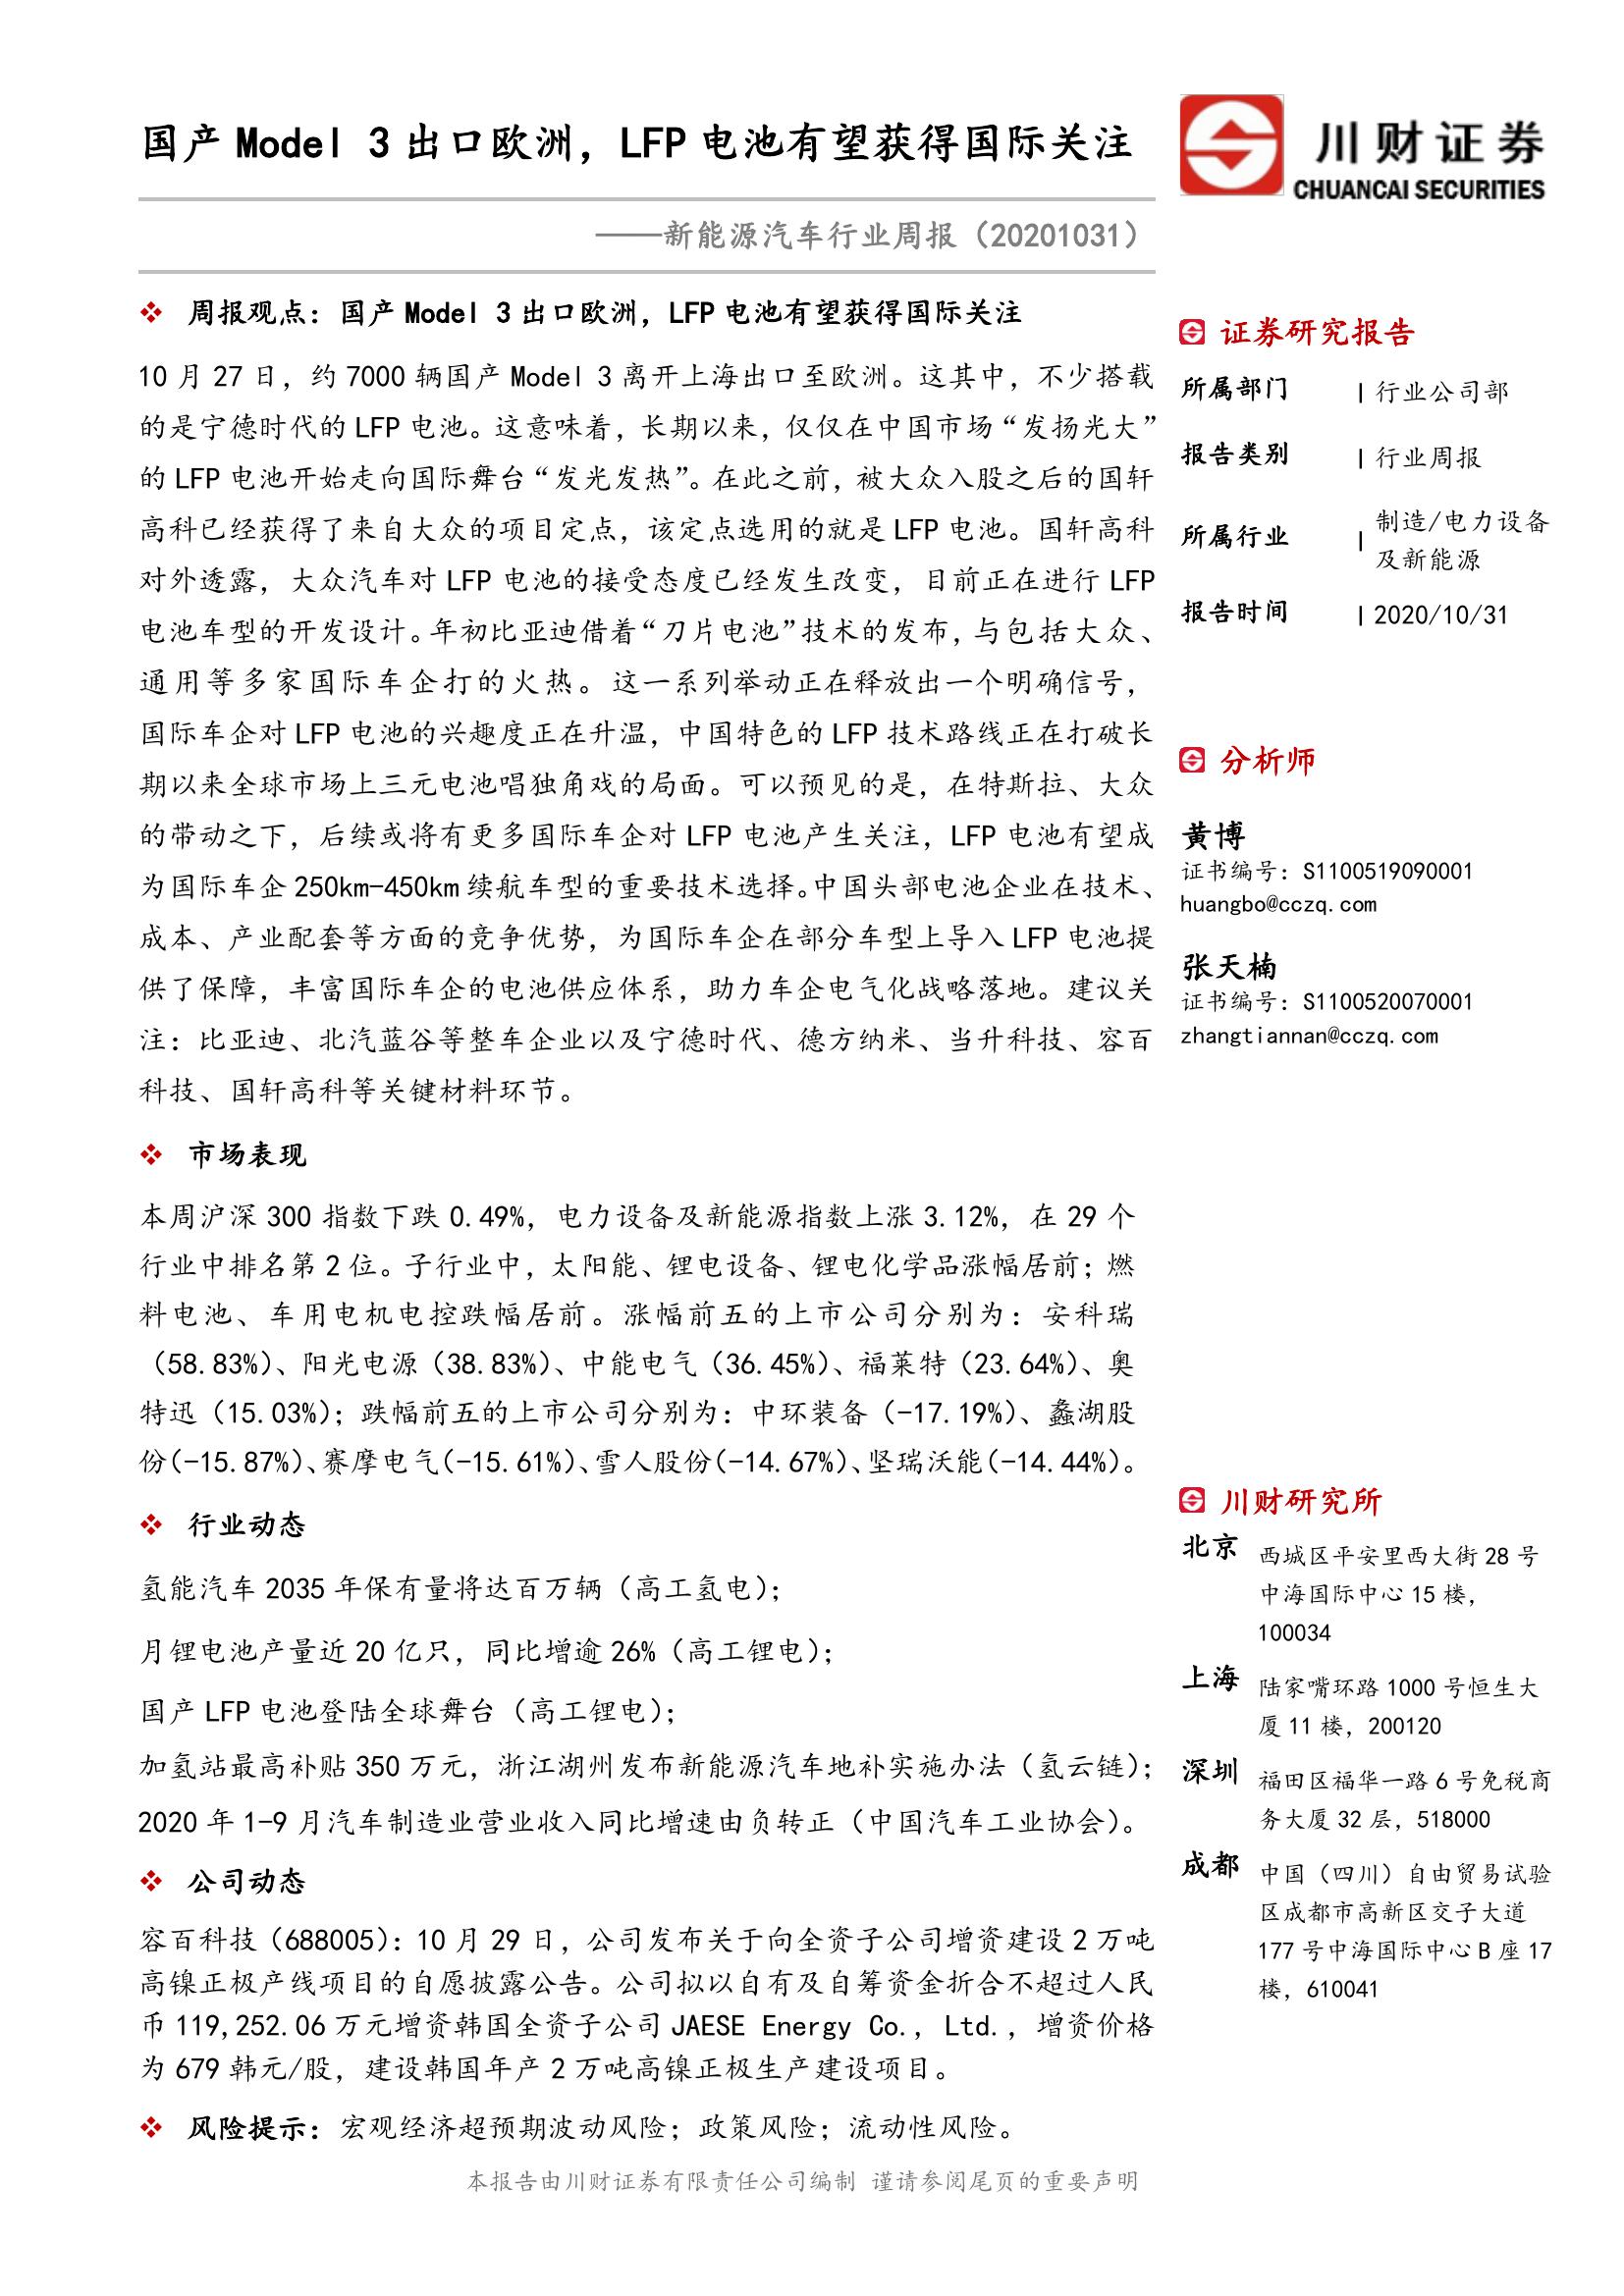 国产 Model 3 出口欧洲，LFP 电池有望获得国际关注
川财证券
CHUANCAI SECURITIES
——新能源汽车行业周报（20201031）
❖ 周报观点：国产 Model 3 出口欧洲，LFP 电池有望获得国际关注
10 月 27 日，约 7000 辆国产 Model 3 离开上海出口至欧洲。这其中，不少搭载
的是宁德时代的 LFP 电池。这意味着，长期以来，仅仅在中国市场“发扬光大”
的 LFP 电池开始走向国际舞台“发光发热”。在此之前，被大众入股之后的国轩
高科已经获得了来自大众的项目定点，该定点选用的就是 LFP 电池。国轩高科
对外透露，大众汽车对 LFP 电池的接受态度已经发生改变，目前正在进行 LFP
电池车型的开发设计。年初比亚迪借着“刀片电池”技术的发布，与包括大众、
通用等多家国际车企打的火热。这一系列举动正在释放出一个明确信号，
国际车企对 LFP 电池的兴趣度正在升温，中国特色的 LFP 技术路线正在打破长
期以来全球市场上三元电池唱独角戏的局面。可以预见的是，在特斯拉、大众
的带动之下，后续或将有更多国际车企对 LFP 电池产生关注，LFP 电池有望成
为国际车企 250km-450km 续航车型的重要技术选择。中国头部电池企业在技术、
成本、产业配套等方面的竞争优势，为国际车企在部分车型上导入 LFP 电池提
供了保障，丰富国际车企的电池供应体系，助力车企电气化战略落地。建议关
注：比亚迪、北汽蓝谷等整车企业以及宁德时代、德方纳米、当升科技、容百
科技、国轩高科等关键材料环节。
❖ 市场表现
本周沪深 300 指数下跌 0.49%，电力设备及新能源指数上涨 3.12%，在 29 个
行业中排名第 2 位。子行业中，太阳能、锂电设备、锂电化学品涨幅居前；燃
料电池、车用电机电控跌幅居前。涨幅前五的上市公司分别为：安科瑞
（58.83%）、阳光电源（38.83%）、中能电气（36.45%）、福莱特（23.64%）、奥
特迅（15.03%）；跌幅前五的上市公司分别为：中环装备（-17.19%）、蠡湖股
份（-15.87%）、赛摩电气（-15.61%）、雪人股份（-14.67%）、坚瑞沃能（-14.44%）。
❖ 行业动态
氢能汽车 2035 年保有量将达百万辆（高工氢电）；
月锂电池产量近 20 亿只，同比增逾 26%（高工锂电）；
国产 LFP 电池登陆全球舞台（高工锂电）；
加氢站最高补贴 350 万元，浙江湖州发布新能源汽车地补实施办法（氢云链）；
2020 年 1-9 月汽车制造业营业收入同比增速由负转正（中国汽车工业协会）。
❖ 公司动态
容百科技（688005）：10 月 29 日，公司发布关于向全资子公司增资建设 2 万吨
高镍正极产线项目的自愿披露公告。公司拟以自有及自筹资金折合不超过人民
币 119,252.06 万元增资韩国全资子公司 JAESE Energy Co., Ltd.，增资价格
为 679 韩元/股，建设韩国年产 2 万吨高镍正极生产建设项目。
❖ 风险提示：宏观经济超预期波动风险；政策风险；流动性风险。
证券研究报告
所属部门 | 行业公司部
报告类别 | 行业周报
所属行业 | 制造/电力设备
及新能源
报告时间 | 2020/10/31
分析师
黄博
证书编号：S1100519090001
huangbo@cczq.com
张天楠
证书编号：S1100520070001
zhangtiannan@cczq.com
川财研究所
北京 西城区平安里西大街 28 号
中海国际中心 15 楼，
100034
上海 陆家嘴环路 1000 号恒生大
厦 11 楼，200120
深圳 福田区福华一路 6 号免税商
务大厦 32 层，518000
成都 中国（四川）自由贸易试验
区成都市高新区交子大道
177 号中海国际中心 B 座 17
楼，610041
本报告由川财证券有限责任公司编制 谨请参阅尾页的重要声明